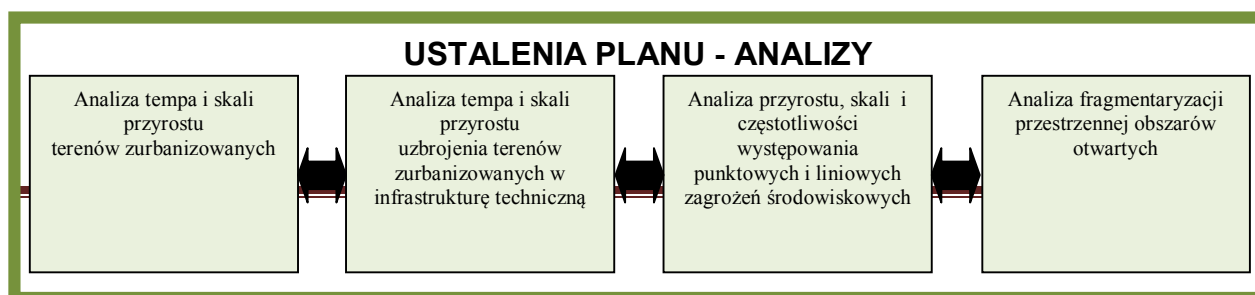 USTALENIA PLANU - ANALIZY
Analiza tempa i skali
przyrostu
terenów zurbanizowanych
Analiza tempa i skali
przyrostu
uzbrojenia terenów
zurbanizowanych w
infrastrukturę techniczną
Analiza przyrostu, skali i
częstotliwości
występowania
punktowych i liniowych
zagrożeń środowiskowych
Analiza fragmentaryzacji
przestrzennej obszarów
otwartych